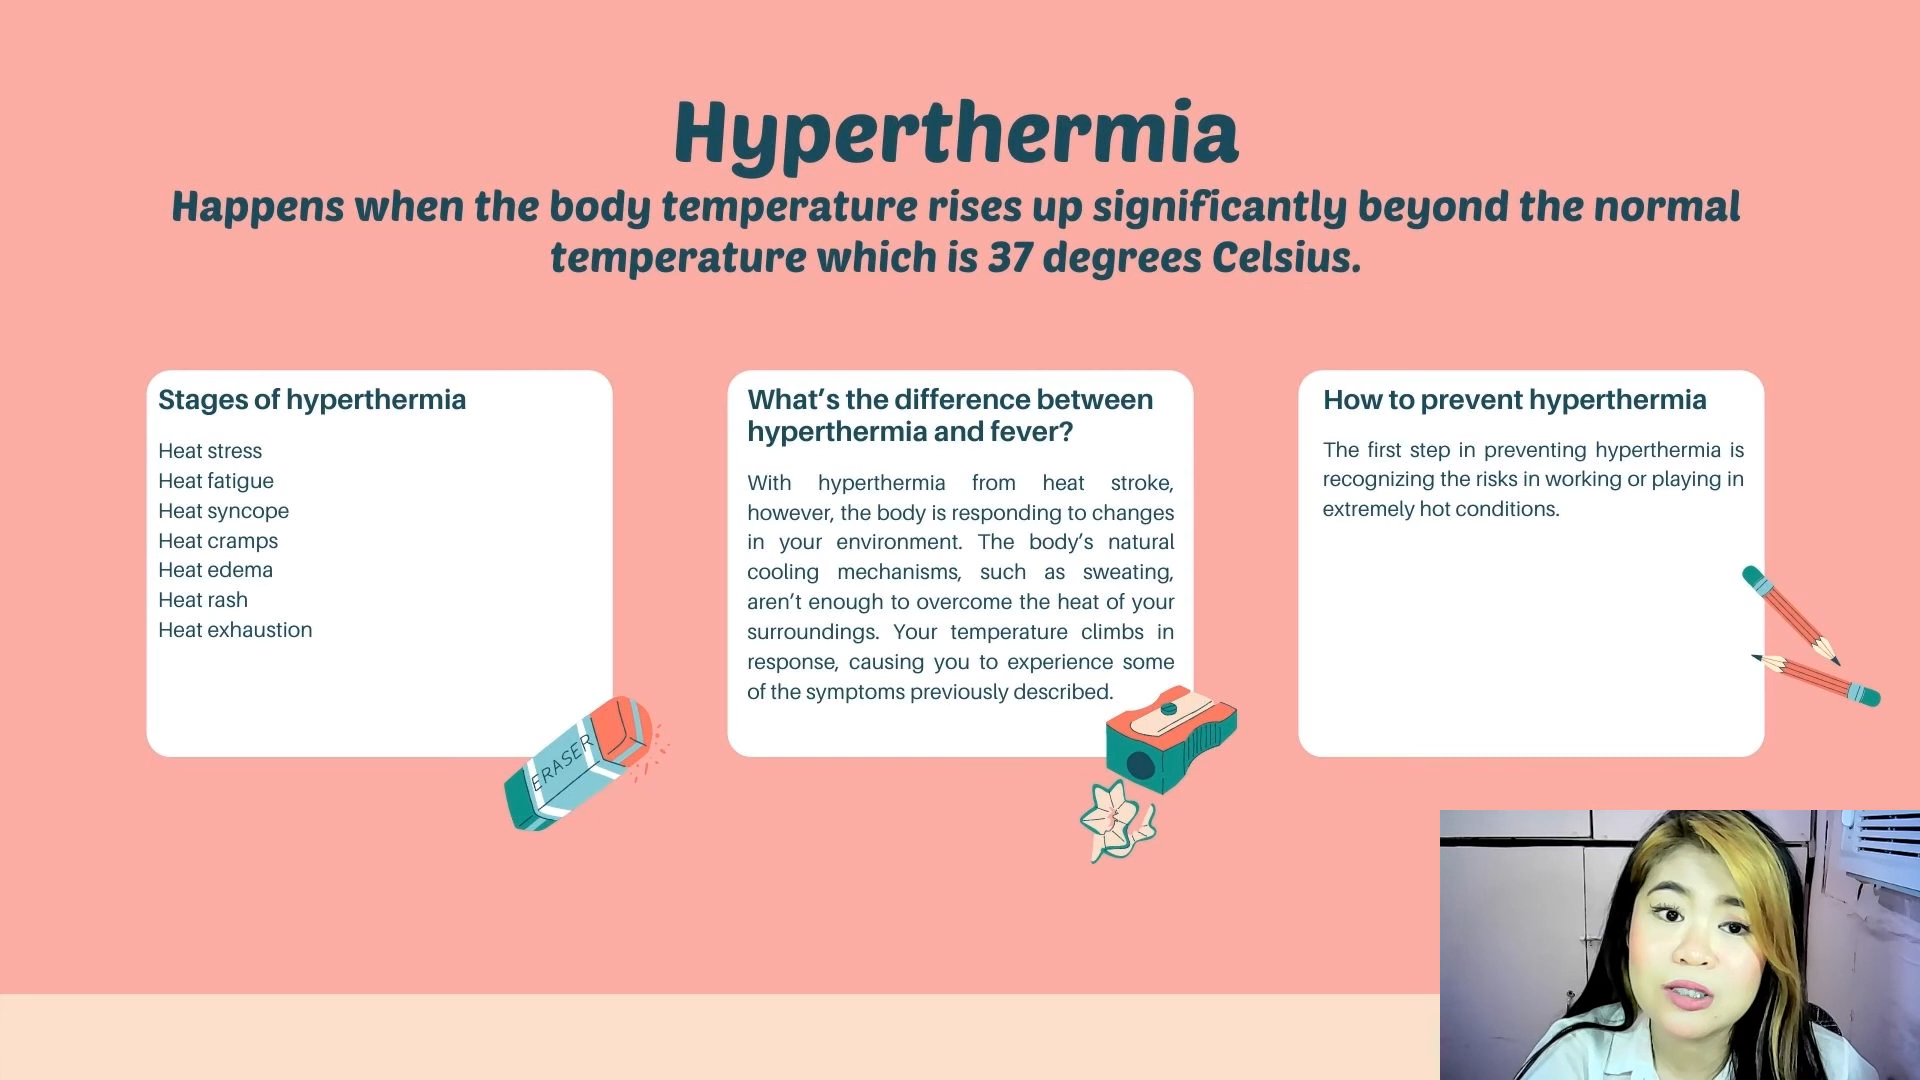 Hyperthermia
Happens when the body temperature rises up significantly beyond the normal
temperature which is 37 degrees Celsius.
Stages of hyperthermia
Heat stress
Heat fatigue
Heat syncope
Heat cramps
Heat edema
Heat rash
Heat exhaustion
What’s the difference between
hyperthermia and fever?
With hyperthermia from heat stroke,
however, the body is responding to changes
in your environment. The body’s natural
cooling mechanisms, such as sweating,
aren’t enough to overcome the heat of your
surroundings. Your temperature climbs in
response, causing you to experience some
of the symptoms previously described.
How to prevent hyperthermia
The first step in preventing hyperthermia is
recognizing the risks in working or playing in
extremely hot conditions.
ERASER